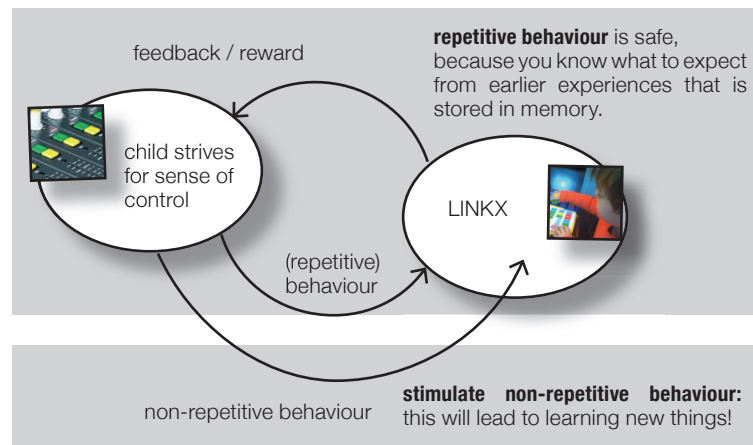 feedback / reward
repetitive behaviour is safe,
because you know what to expect
from earlier experiences that is
stored in memory.
child strives
for sense of
control
LINKX
(repetitive)
behaviour
non-repetitive behaviour
stimulate non-repetitive behaviour:
this will lead to learning new things!